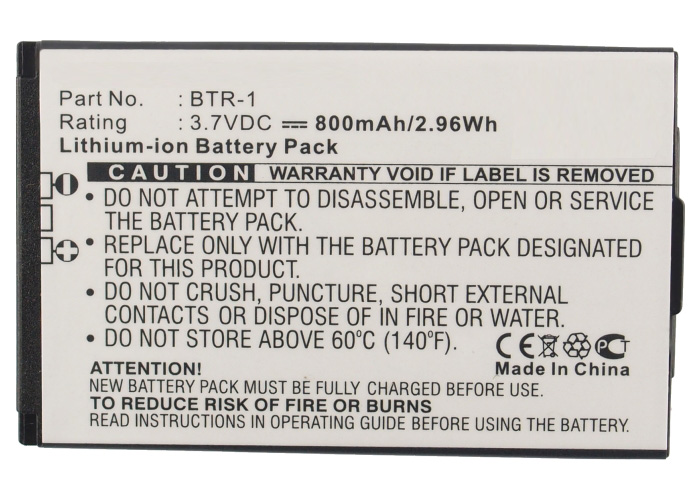 Part No. : BTR-1
Rating : 3.7VDC ⎓ 800mAh/2.96Wh
Lithium-ion Battery Pack
CAUTION WARRANTY VOID IF LABEL IS REMOVED
• DO NOT ATTEMPT TO DISASSEMBLE, OPEN OR SERVICE
THE BATTERY PACK.
• REPLACE ONLY WITH THE BATTERY PACK DESIGNATED
FOR THIS PRODUCT.
• DO NOT CRUSH, PUNCTURE, SHORT EXTERNAL
CONTACTS OR DISPOSE OF IN FIRE OR WATER.
• DO NOT STORE ABOVE 60°C (140°F).
CE PCT
Made In China
ATTENTION!
NEW BATTERY PACK MUST BE FULLY CHARGED BEFORE USE.
TO REDUCE RISK OF FIRE OR BURNS
READ INSTRUCTIONS IN OPERATING GUIDE BEFORE USING THE BATTERY.